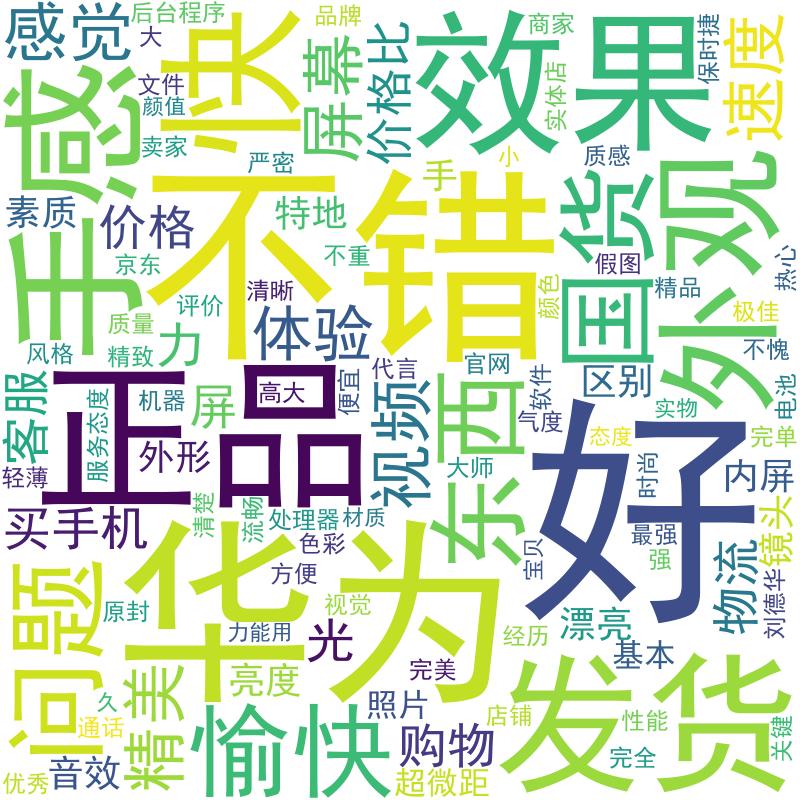 后台程序
品牌
商家
保时捷
感觉
大
快
屏幕
价格比
效果
速度
文件
颜值
卖家
实体店
手感
严密
手
小
质感
国货
外观
素质
价格
特地
不错
京东
不重
清晰
假图
精品
颜色
热心
极佳
评价
质量
力
体验
风格
精致
官网
代言
不愧
客服
正品
高大
便宜
屏
机器
服务态度
外形
视频
东西
软件
区别
气度
实物
电池
态度
完单
轻薄
大师
好
时尚
内屏
买手机
清楚
流畅
处理器
材质
色彩
最强
强
镜头
宝贝
方便
华为
物流
刘德华
问题
原封
视觉
力能用
光
漂亮
经历
基本
完美
精美
亮度
照片
久
通话
愉快
购物
店铺
发货
性能
关键
完全
优秀
音效
超微距